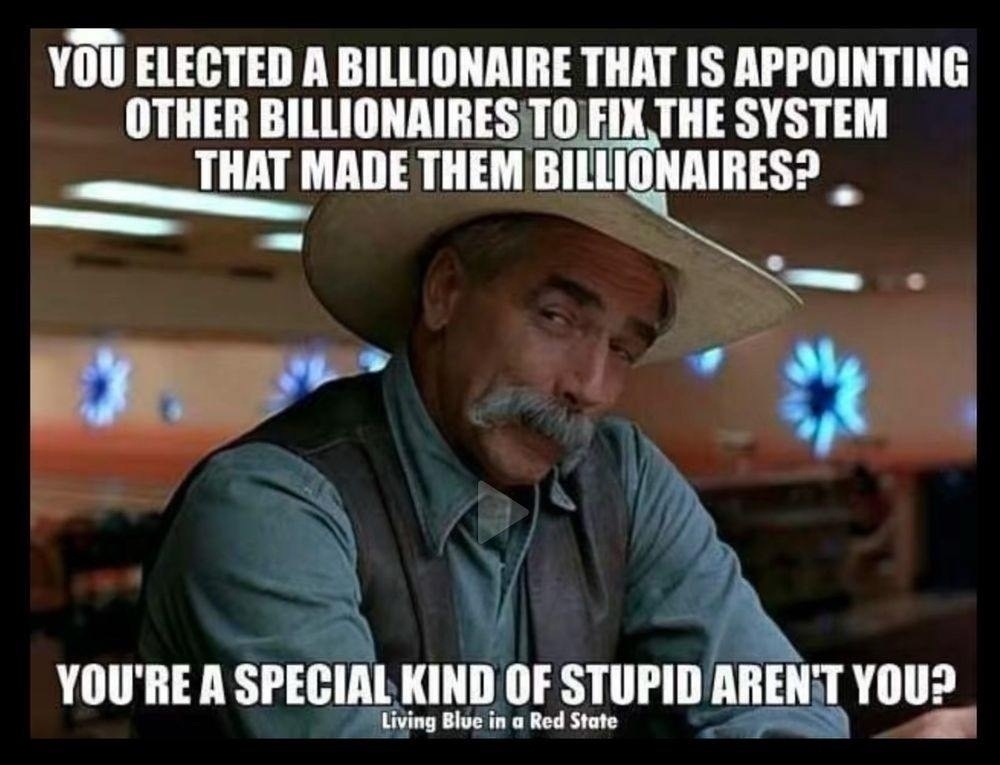 YOU ELECTED A BILLIONAIRE THAT IS APPOINTING
OTHER BILLIONAIRES TO FIX THE SYSTEM
THAT MADE THEM BILLIONAIRES?
YOU'RE A SPECIAL KIND OF STUPID AREN'T YOU?
Living Blue in a Red State